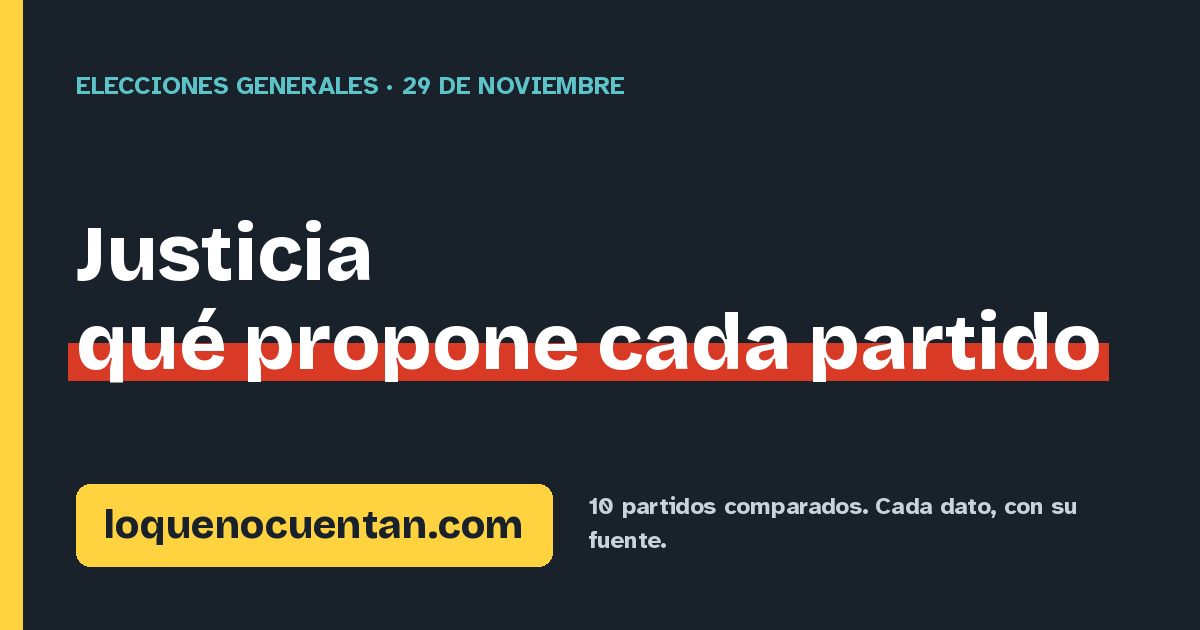 ELECCIONES GENERALES · 29 DE NOVIEMBRE
Justicia
qué propone cada partido
loquenocuentan.com
10 partidos comparados. Cada dato, con su
fuente.